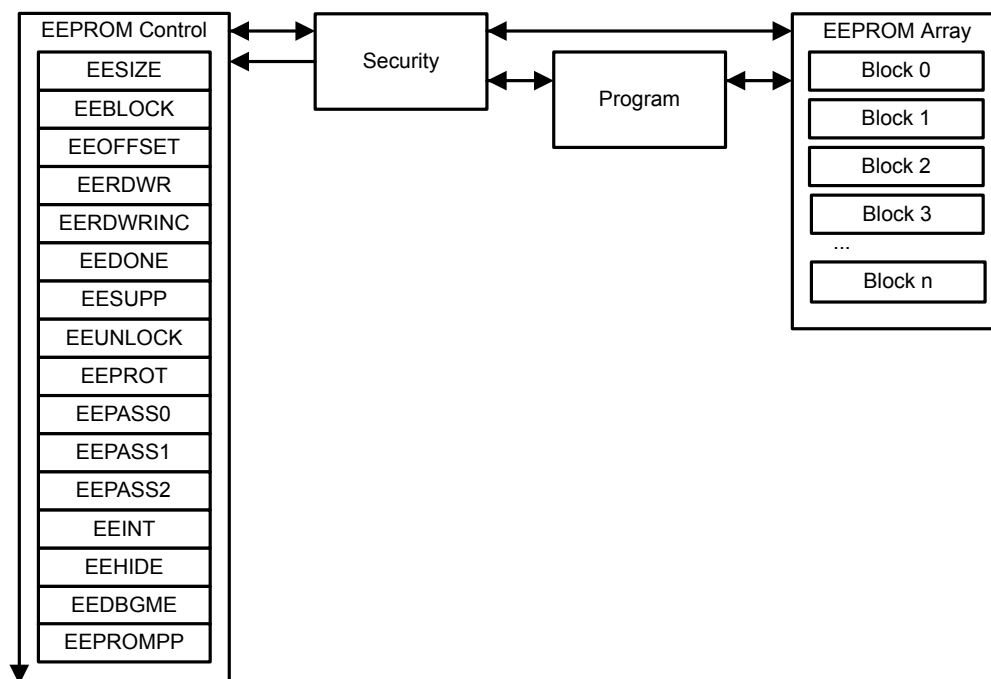 EEPROM Control
EESIZE
EEBLOCK
EEOFFSET
EERDWR
EERDWRINC
EEDONE
EESUPP
EEUNLOCK
EEPROT
EEPASS0
EEPASS1
EEPASS2
EEINT
EEHIDE
EEDBGME
EEPROMPP
Security
Program
EEPROM Array
Block 0
Block 1
Block 2
Block 3
...
Block n